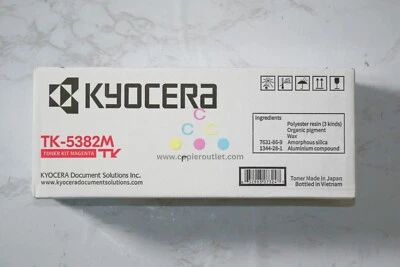 KYOCERA
TK-5382M
TONER KIT MAGENTA
TK
KYOCERA Document Solutions Inc.
www.kyoceradocumentsolutions.com
www.copieroutlet.com
Ingredients
Polyester resin (3 kinds)
Organic pigment
Wax
7631-86-9 Amorphous silica
1344-28-1 Aluminium compound
Toner Made in Japan
Bottled in Vietnam